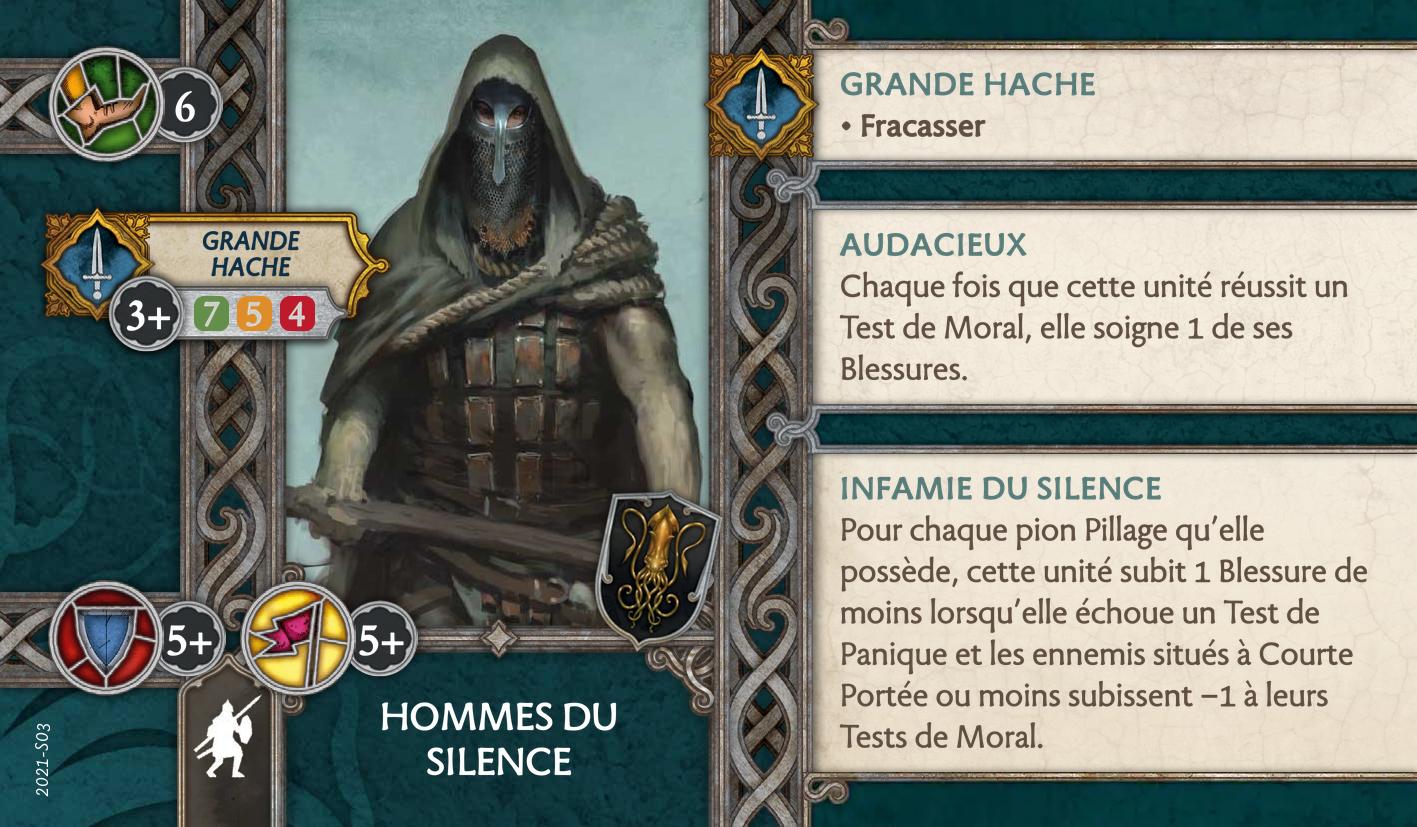 6
GRANDE
HACHE
3+
7 5 4
5+
5+
HOMMES DU
SILENCE
2021-S03
GRANDE HACHE
• Fracasser
AUDACIEUX
Chaque fois que cette unité réussit un
Test de Moral, elle soigne 1 de ses
Blessures.
INFAMIE DU SILENCE
Pour chaque pion Pillage qu’elle
possède, cette unité subit 1 Blessure de
moins lorsqu’elle échoue un Test de
Panique et les ennemis situés à Courte
Portée ou moins subissent –1 à leurs
Tests de Moral.